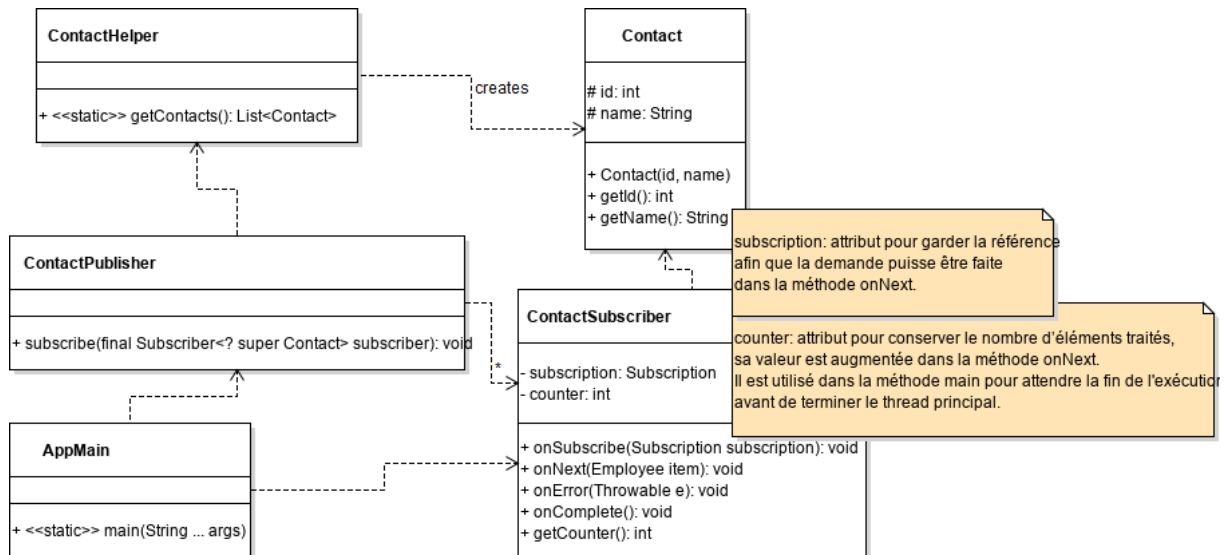 ContactHelper
+ <<static>> getContacts(): List<Contact>
creates
Contact
# id: int
# name: String
+ Contact(id, name)
+ getId(): int
+ getName(): String
subscription: attribut pour garder la référence
afin que la demande puisse être faite
dans la méthode onNext.
ContactPublisher
+ subscribe(final Subscriber<? super Contact> subscriber): void
*
ContactSubscriber
- subscription: Subscription
- counter: int
+ onSubscribe(Subscription subscription): void
+ onNext(Employee item): void
+ onError(Throwable e): void
+ onComplete(): void
+ getCounter(): int
counter: attribut pour conserver le nombre d’éléments traités,
sa valeur est augmentée dans la méthode onNext.
Il est utilisé dans la méthode main pour attendre la fin de l'exécution
avant de terminer le thread principal.
AppMain
+ <<static>> main(String ... args)